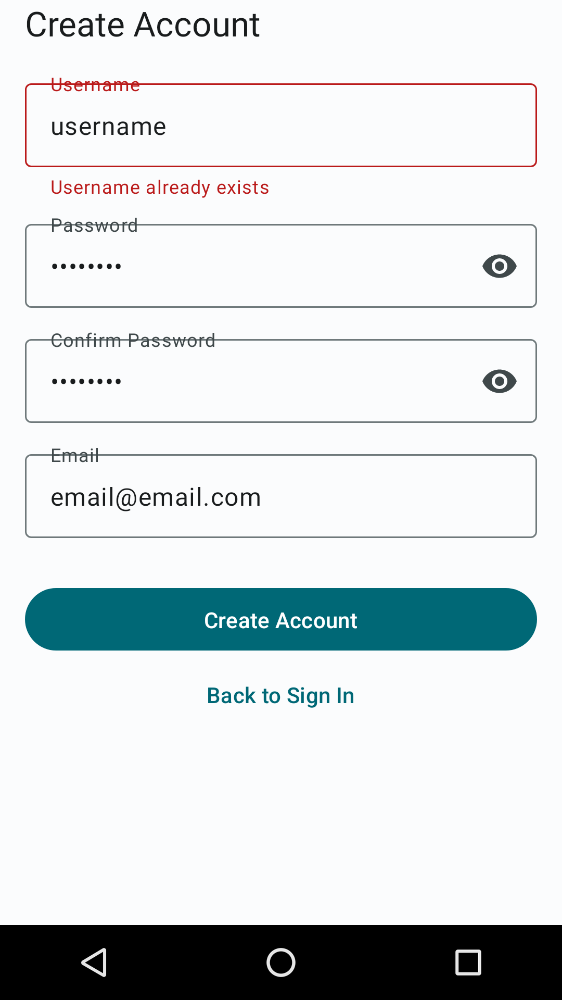 Create Account
Username
username
Username already exists
Password
••••••••
Confirm Password
••••••••
Email
email@email.com
Create Account
Back to Sign In